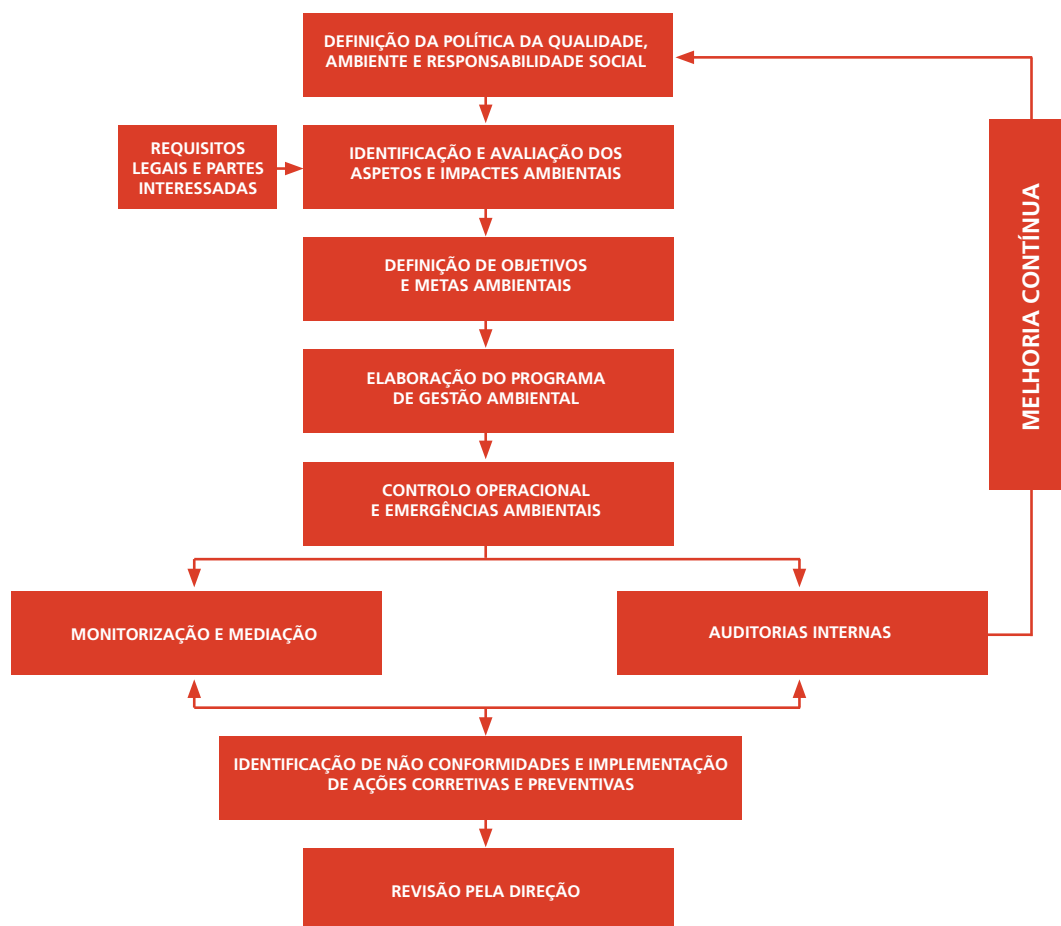 DEFINIÇÃO DA POLÍTICA DA QUALIDADE,
AMBIENTE E RESPONSABILIDADE SOCIAL
REQUISITOS
LEGAIS E PARTES
INTERESSADAS
IDENTIFICAÇÃO E AVALIAÇÃO DOS
ASPETOS E IMPACTES AMBIENTAIS
DEFINIÇÃO DE OBJETIVOS
E METAS AMBIENTAIS
ELABORAÇÃO DO PROGRAMA
DE GESTÃO AMBIENTAL
CONTROLO OPERACIONAL
E EMERGÊNCIAS AMBIENTAIS
MONITORIZAÇÃO E MEDIAÇÃO
AUDITORIAS INTERNAS
IDENTIFICAÇÃO DE NÃO CONFORMIDADES E IMPLEMENTAÇÃO
DE AÇÕES CORRETIVAS E PREVENTIVAS
REVISÃO PELA DIREÇÃO
MELHORIA CONTÍNUA